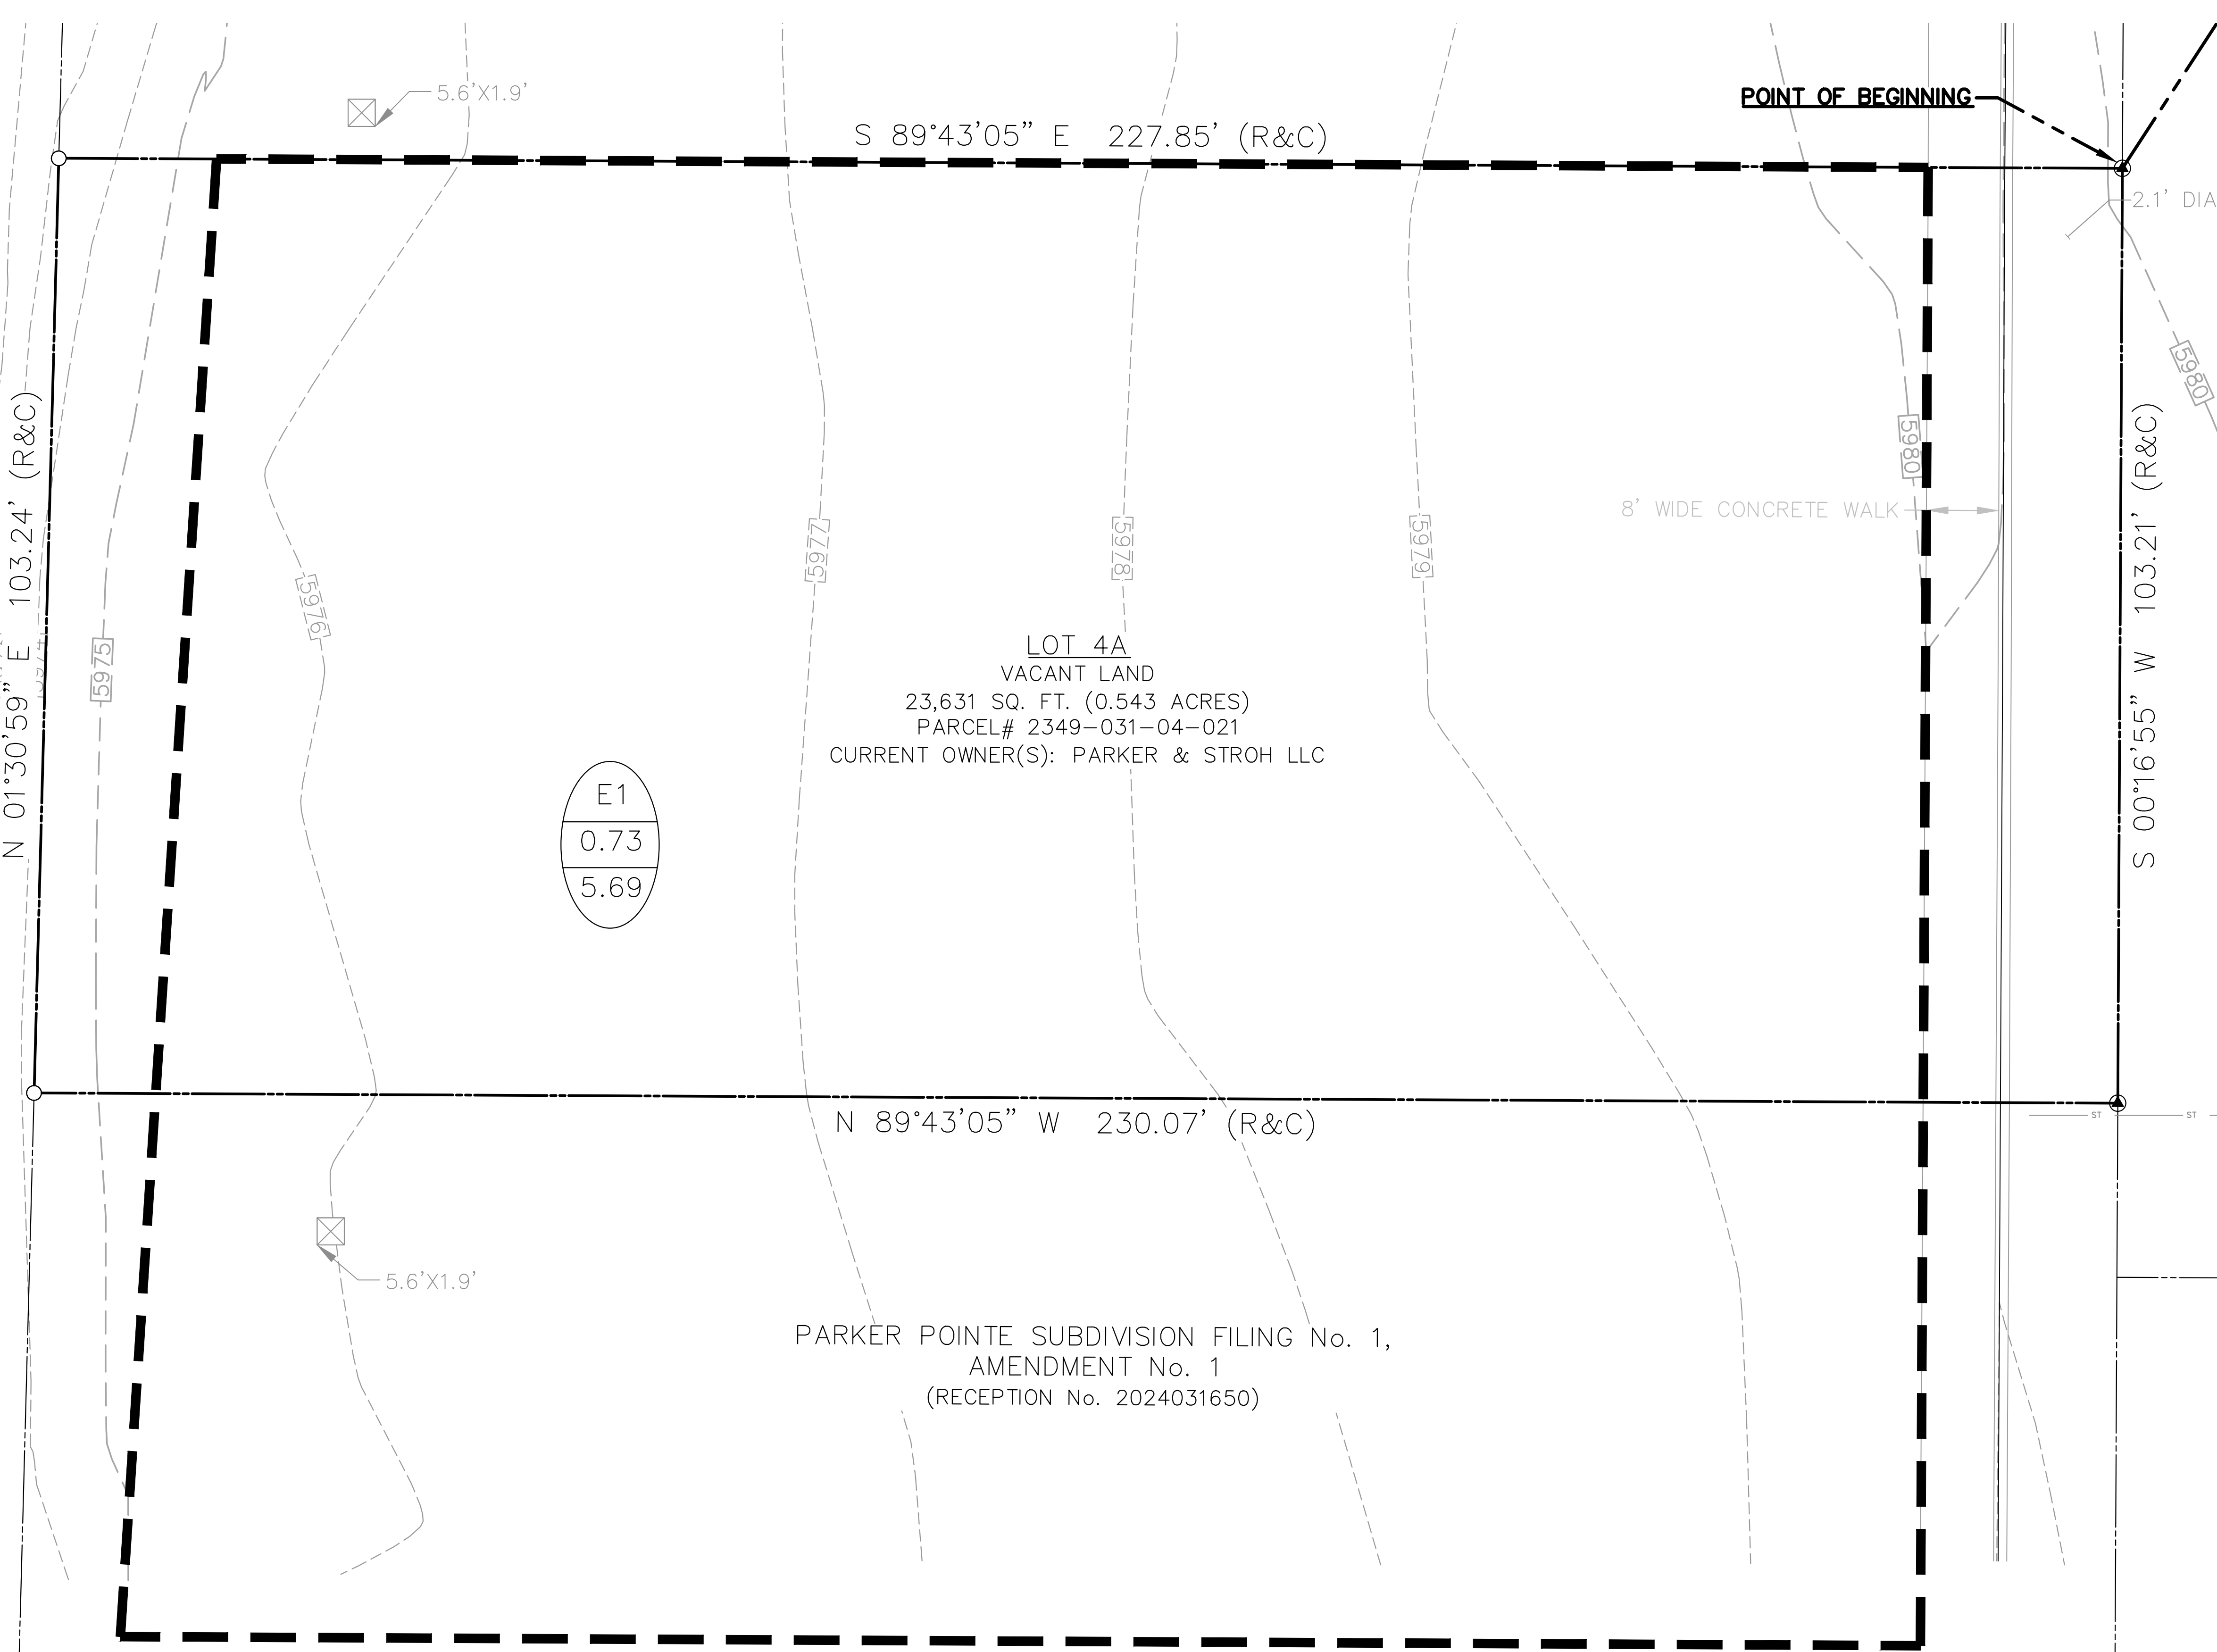 5.6'X1.9'
POINT OF BEGINNING
S 89°43'05" E 227.85' (R&C)
2.1' DIA
5980
N 01°30'59" E 103.24' (R&C)
S 00°16'55" W 103.21' (R&C)
5980
8' WIDE CONCRETE WALK
5977
5978
5979
5976
5975
5974
LOT 4A
VACANT LAND
23,631 SQ. FT. (0.543 ACRES)
PARCEL# 2349-031-04-021
CURRENT OWNER(S): PARKER & STROH LLC
E1
0.73
5.69
N 89°43'05" W 230.07' (R&C)
ST
ST
5.6'X1.9'
PARKER POINTE SUBDIVISION FILING No. 1,
AMENDMENT No. 1
(RECEPTION No. 2024031650)